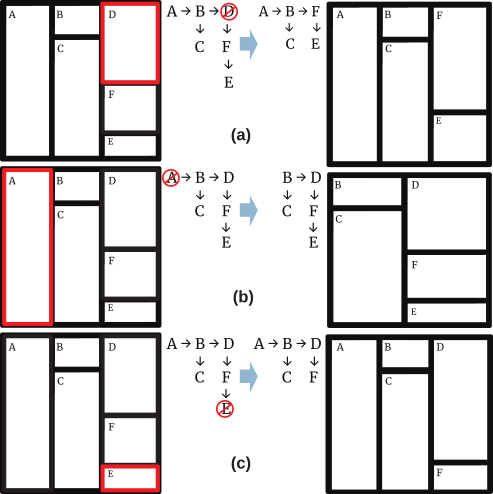 A B D
C
F
E
A → B → D
↓ ↓
C F
↓
E
A → B → F
↓ ↓
C E
A B F
C
E
(a)
A B D
C
F
E
A → B → D
↓ ↓
C F
↓
E
B → D
↓ ↓
C F
↓
E
B D
C
F
E
(b)
A B D
C
F
E
A → B → D
↓ ↓
C F
↓
E
A → B → D
↓ ↓
C F
A B D
C
F
(c)